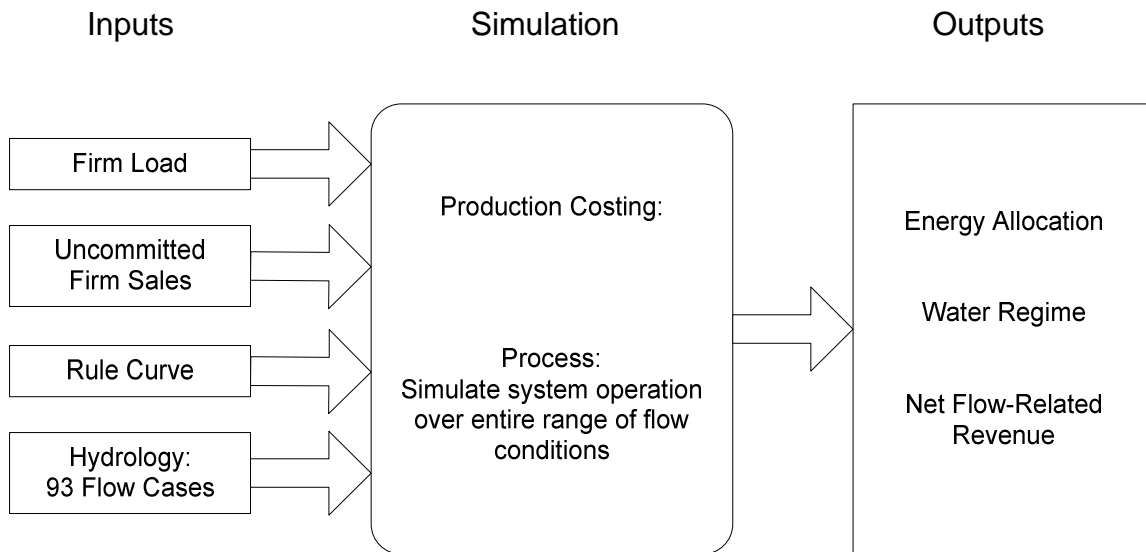 Inputs
Simulation
Outputs
Firm Load
Uncommitted
Firm Sales
Rule Curve
Hydrology:
93 Flow Cases
Production Costing:
Process:
Simulate system operation
over entire range of flow
conditions
Energy Allocation
Water Regime
Net Flow-Related
Revenue